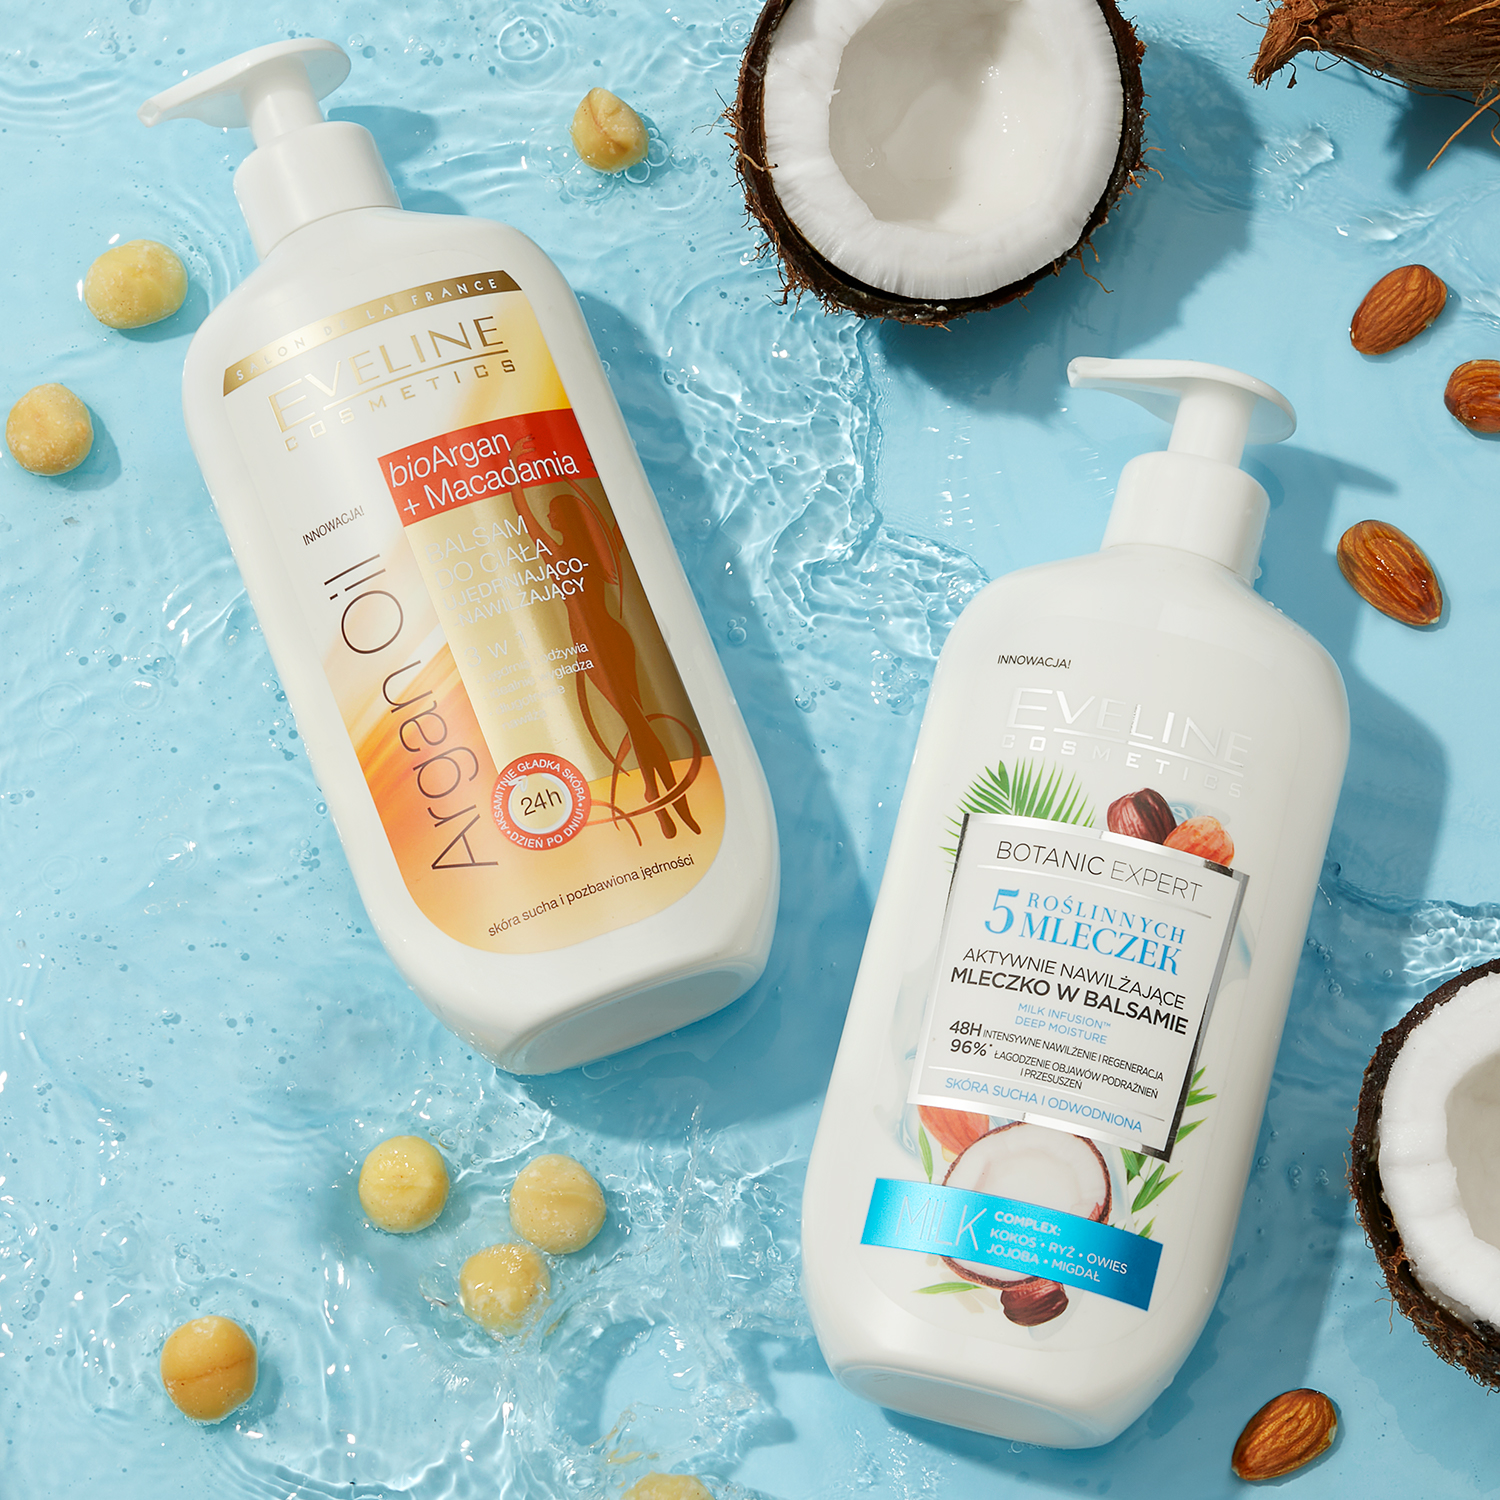 SALON DE LA FRANCE
EVELINE
COSMETICS
bioArgan
+ Macadamia
INNOWACJA!
Argan Oil
BALSAM
DO CIAŁA
UJĘDRNIAJĄCO-
-NAWILŻAJĄCY
AKSAMITNIE GŁADKA SKÓRA
24h
DZIEŃ PO DNIU!
skóra sucha i pozbawiona jędrności
INNOWACJA!
EVELINE
COSMETICS
BOTANIC EXPERT
5 ROŚLINNYCH
MLECZEK
AKTYWNIE NAWILŻAJĄCE
MLECZKO W BALSAMIE
MILK INFUSION™
DEEP MOISTURE
48H INTENSYWNE NAWILŻENIE I REGENERACJA
96%* ŁAGODZENIE OBJAWÓW PODRAŻNIEŃ
I PRZESUSZEŃ
SKÓRA SUCHA I ODWODNIONA
MILK COMPLEX:
KOKOS • RYŻ • OWIES
JOJOBA • MIGDAŁ